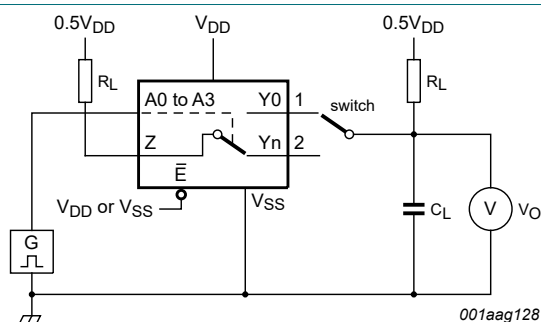 0.5VDD VDD 0.5VDD
RL RL
A0 to A3 Y0 1
switch
Z Yn 2
E̅
VDD or VSS VSS
CL V VO
G
001aag128